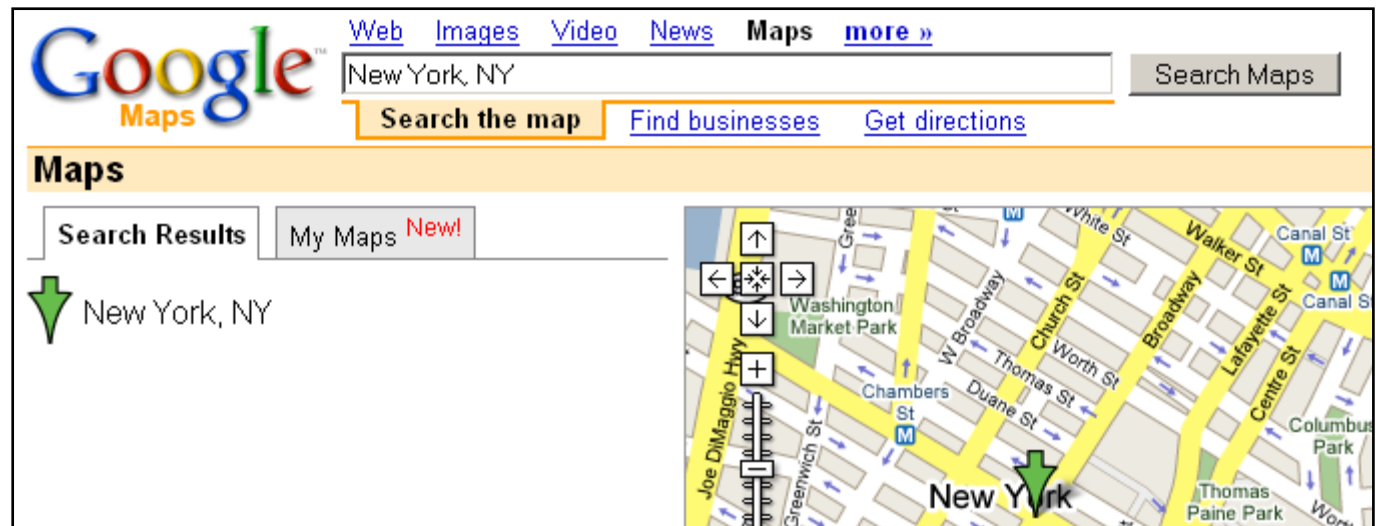 Web Images Video News Maps more »
Google™
Maps
New York, NY
Search Maps
Search the map Find businesses Get directions
Maps
Search Results
My Maps New!
New York, NY
White St
Walker St
Canal St
M
M
M
Canal S
Gree
Washington
Market Park
W Broadway
Church St
Broadway
Lafayette St
Centre St
Worth St
Thomas St
Duane St
Chambers
St
M
Joe DiMaggio Hwy
Greenwich St
Columbus
Park
New York
Thomas
Paine Park
Wor